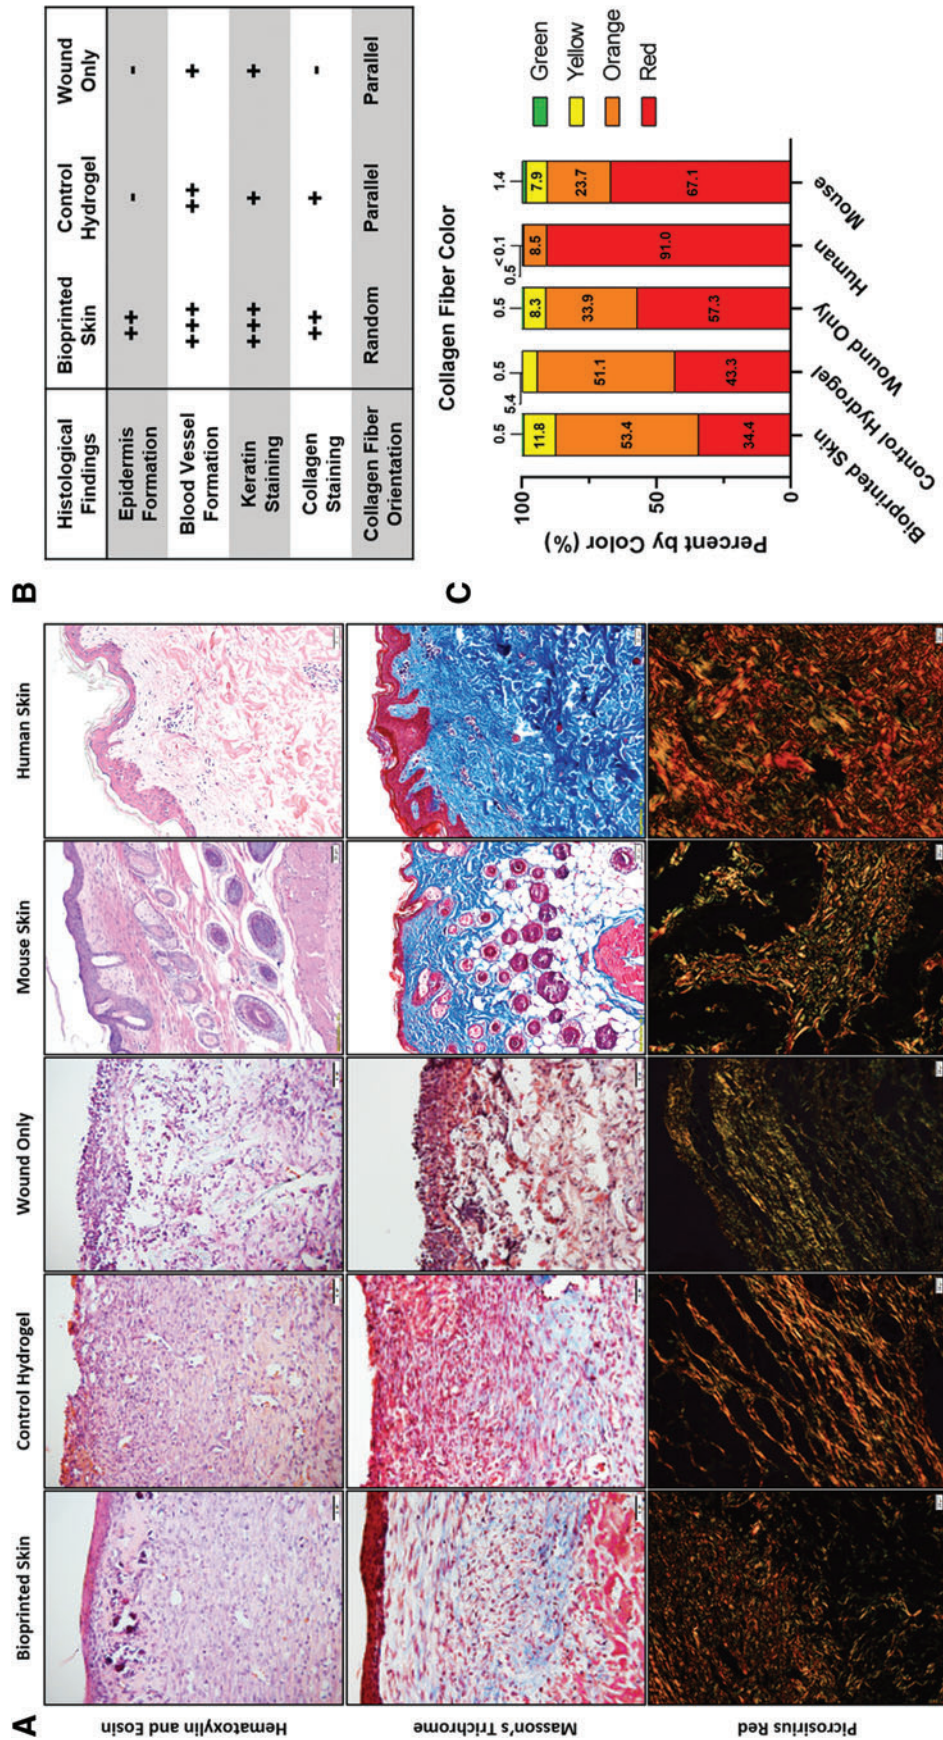 A
Bioprinted Skin
Control Hydrogel
Wound Only
Mouse Skin
Human Skin
Hematoxylin and Eosin
Masson's Trichrome
Picrosirius Red
B
Histological Findings
Bioprinted Skin
Control Hydrogel
Wound Only
Epidermis Formation
++
-
-
Blood Vessel Formation
+++
++
+
Keratin Staining
+++
+
+
Collagen Staining
++
+
-
Collagen Fiber Orientation
Random
Parallel
Parallel
C
Collagen Fiber Color
Percent by Color (%)
100
50
0
0.5
11.8
53.4
34.4
5.4
0.5
51.1
43.3
0.5
8.3
33.9
57.3
0.5
<0.1
8.5
91.0
1.4
7.9
23.7
67.1
Bioprinted Skin
Control Hydrogel
Wound Only
Human
Mouse
Green
Yellow
Orange
Red